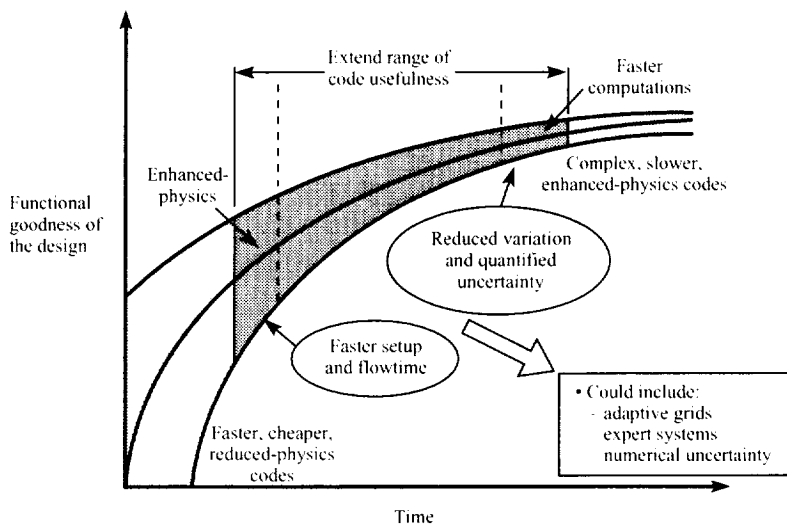 Extend range of
code usefulness
Faster
computations
Enhanced-
physics
Complex, slower,
enhanced-physics codes
Functional
goodness of
the design
Reduced variation
and quantified
uncertainty
Faster setup
and flowtime
• Could include:
- adaptive grids
expert systems
numerical uncertainty
Faster, cheaper,
reduced-physics
codes
Time